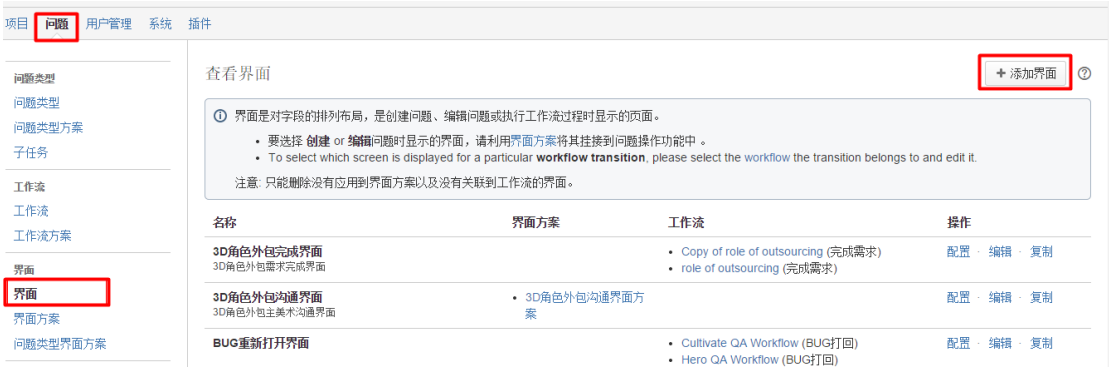 项目 问题 用户管理 系统 插件
问题类型
问题类型
问题类型方案
子任务
工作流
工作流
工作流方案
界面
界面
界面方案
问题类型界面方案
查看界面
+ 添加界面
界面是对字段的排列布局，是创建问题、编辑问题或执行工作流过程时显示的页面。
• 要选择 创建 or 编辑问题时显示的界面，请利用界面方案将其挂接到问题操作功能中 。
• To select which screen is displayed for a particular workflow transition, please select the workflow the transition belongs to and edit it.
注意: 只能删除没有应用到界面方案以及没有关联到工作流的界面。
名称 界面方案 工作流 操作
3D角色外包完成界面
3D角色外包需求完成界面
• Copy of role of outsourcing (完成需求)
• role of outsourcing (完成需求)
配置 · 编辑 · 复制
3D角色外包沟通界面
3D角色外包主美术沟通界面
• 3D角色外包沟通界面方
案
配置 · 编辑 · 复制
BUG重新打开界面
• Cultivate QA Workflow (BUG打回)
• Hero QA Workflow (BUG打回)
配置 · 编辑 · 复制